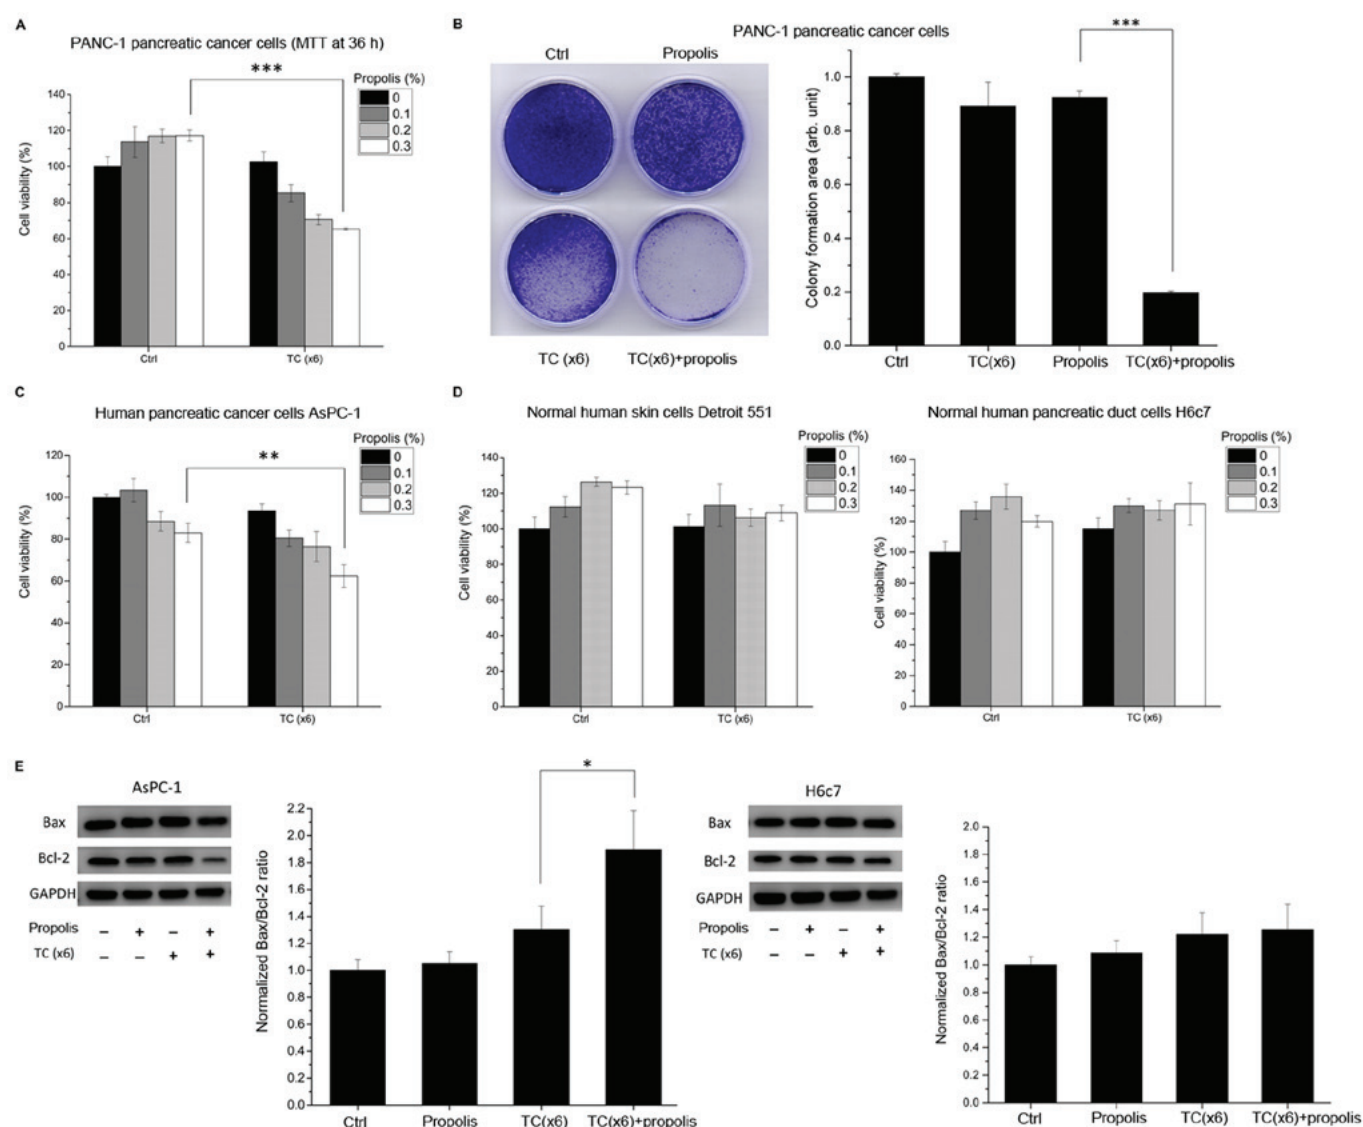 A
PANC-1 pancreatic cancer cells (MTT at 36 h)
***
Propolis (%)
0
0.1
0.2
0.3
Cell viability (%)
140
120
100
80
60
40
20
0
Ctrl
TC (x6)
B
PANC-1 pancreatic cancer cells
Ctrl
Propolis
TC (x6)
TC(x6)+propolis
***
Colony formation area (arb. unit)
1.0
0.8
0.6
0.4
0.2
0.0
Ctrl
TC(x6)
Propolis
TC(x6)+propolis
C
Human pancreatic cancer cells AsPC-1
**
Propolis (%)
0
0.1
0.2
0.3
Cell viability (%)
120
100
80
60
40
20
0
Ctrl
TC (x6)
D
Normal human skin cells Detroit 551
Propolis (%)
0
0.1
0.2
0.3
Cell viability (%)
140
120
100
80
60
40
20
0
Ctrl
TC (x6)
Normal human pancreatic duct cells H6c7
Propolis (%)
0
0.1
0.2
0.3
Cell viability (%)
160
140
120
100
80
60
40
20
0
Ctrl
TC (x6)
E
AsPC-1
Bax
Bcl-2
GAPDH
Propolis – + – +
TC (x6) – – + +
*
Normalized Bax/Bcl-2 ratio
2.2
2.0
1.8
1.6
1.4
1.2
1.0
0.8
0.6
0.4
0.2
0.0
Ctrl
Propolis
TC(x6)
TC(x6)+propolis
H6c7
Bax
Bcl-2
GAPDH
Propolis – + – +
TC (x6) – – + +
Normalized Bax/Bcl-2 ratio
2.0
1.8
1.6
1.4
1.2
1.0
0.8
0.6
0.4
0.2
0.0
Ctrl
Propolis
TC(x6)
TC(x6)+propolis